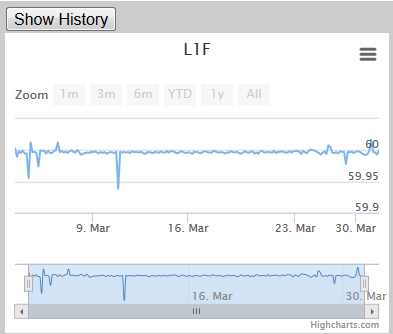 Show History
L1F
Zoom 1m 3m 6m YTD 1y All
60
59.95
59.9
9. Mar 16. Mar 23. Mar 30. Mar
16. Mar 30. Mar
Highcharts.com